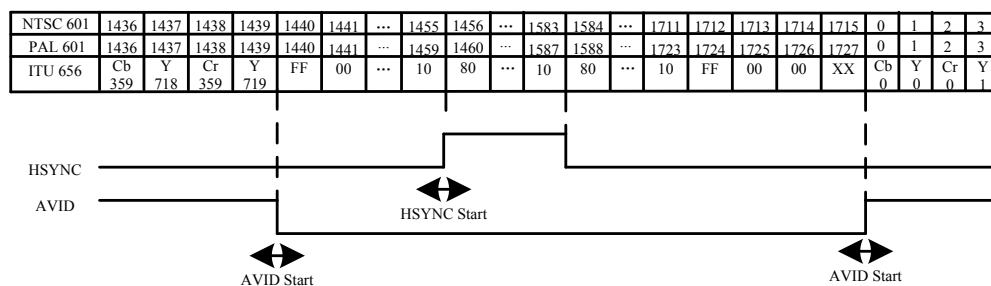 NTSC 601 1436 1437 1438 1439 1440 1441 ... 1455 1456 ... 1583 1584 ... 1711 1712 1713 1714 1715 0 1 2 3
PAL 601 1436 1437 1438 1439 1440 1441 ... 1459 1460 ... 1587 1588 ... 1723 1724 1725 1726 1727 0 1 2 3
ITU 656 Cb 359 Y 718 Cr 359 Y 719 FF 00 ... 10 80 ... 10 80 ... 10 FF 00 00 XX Cb 0 Y 0 Cr 0 Y 1
HSYNC
AVID
HSYNC Start
AVID Start AVID Start